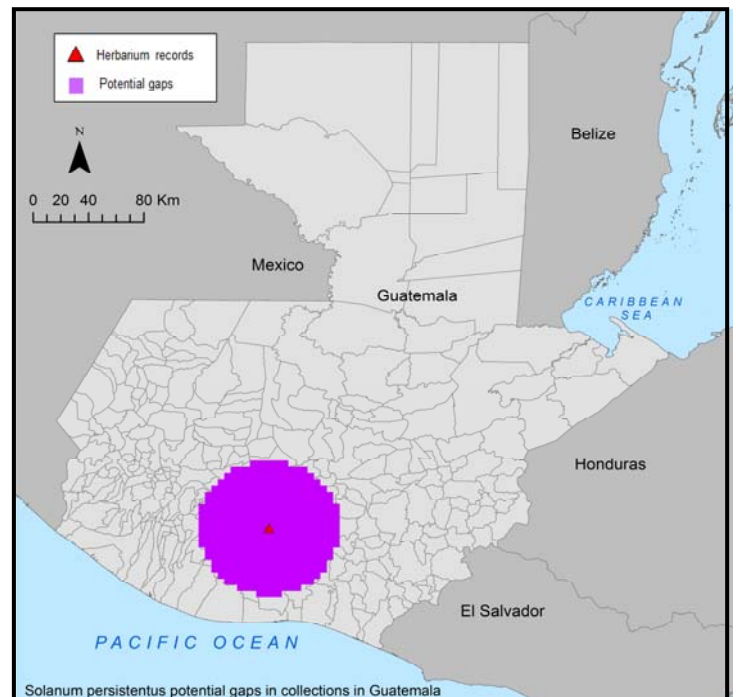 Herbarium records
Potential gaps
N
0 20 40 80 Km
Belize
Mexico
Guatemala
CARIBBEAN
SEA
Honduras
El Salvador
PACIFIC OCEAN
Solanum persistentus potential gaps in collections in Guatemala